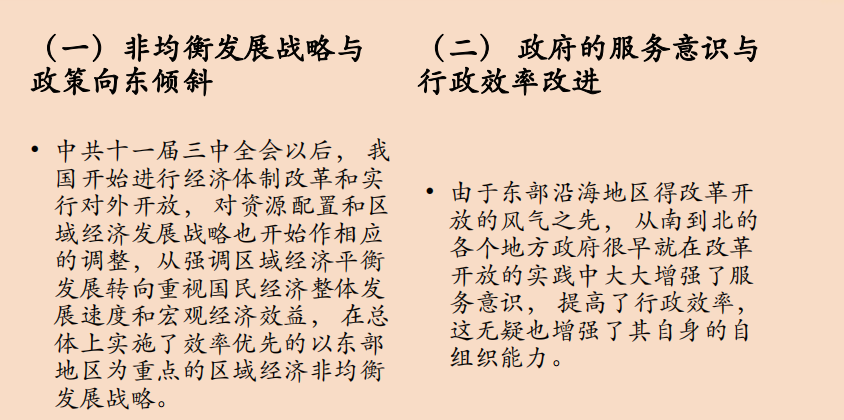 （一）非均衡发展战略与
政策向东倾斜
• 中共十一届三中全会以后， 我
国开始进行经济体制改革和实
行对外开放， 对资源配置和区
域经济发展战略也开始作相应
的调整，从强调区域经济平衡
发展转向重视国民经济整体发
展速度和宏观经济效益， 在总
体上实施了效率优先的以东部
地区为重点的区域经济非均衡
发展战略。
（二） 政府的服务意识与
行政效率改进
• 由于东部沿海地区得改革开
放的风气之先， 从南到北的
各个地方政府很早就在改革
开放的实践中大大增强了服
务意识， 提高了行政效率，
这无疑也增强了其自身的自
组织能力。